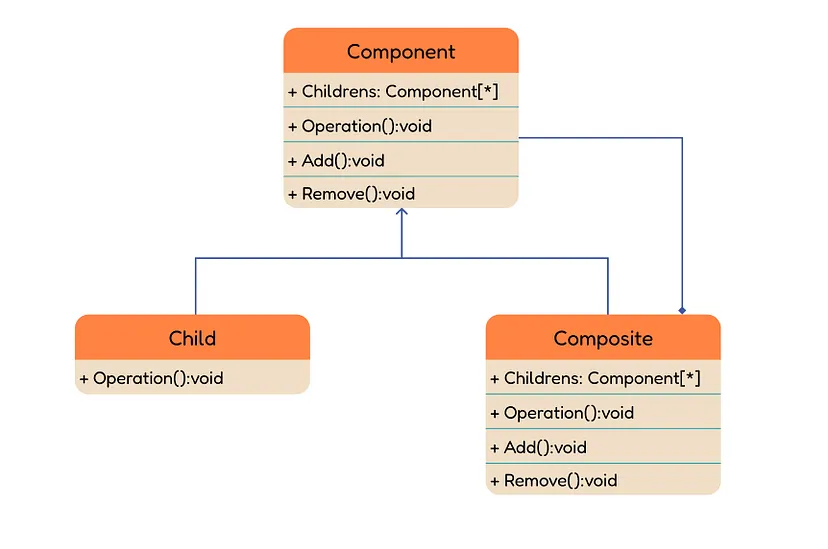 Component
+ Childrens: Component[*]
+ Operation():void
+ Add():void
+ Remove():void
Child
+ Operation():void
Composite
+ Childrens: Component[*]
+ Operation():void
+ Add():void
+ Remove():void